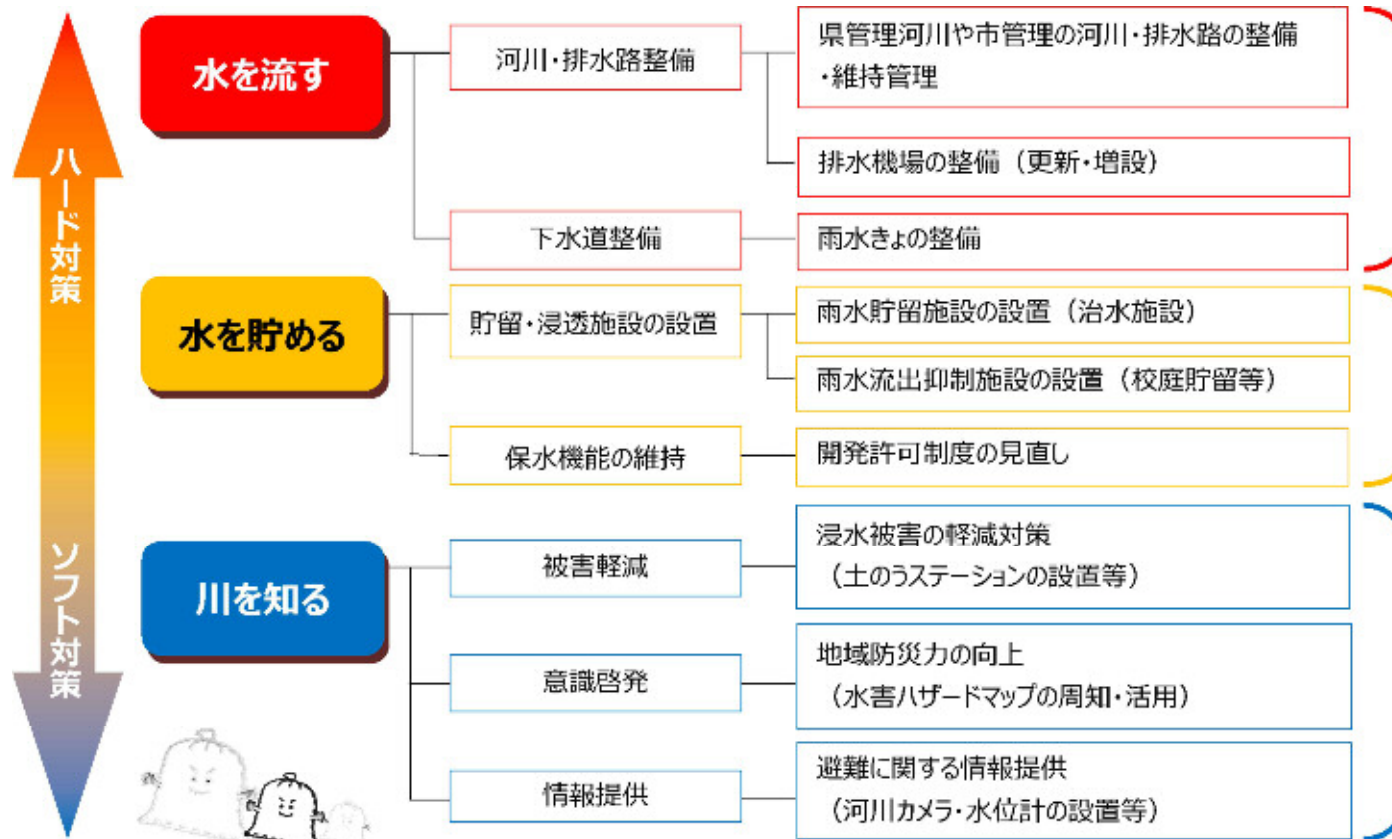 ハード対策
ソフト対策
水を流す
河川・排水路整備
県管理河川や市管理の河川・排水路の整備
・維持管理
排水機場の整備（更新・増設）
下水道整備
雨水きょの整備
水を貯める
貯留・浸透施設の設置
雨水貯留施設の設置（治水施設）
雨水流出抑制施設の設置（校庭貯留等）
保水機能の維持
開発許可制度の見直し
川を知る
被害軽減
浸水被害の軽減対策
（土のうステーションの設置等）
意識啓発
地域防災力の向上
（水害ハザードマップの周知・活用）
情報提供
避難に関する情報提供
（河川カメラ・水位計の設置等）